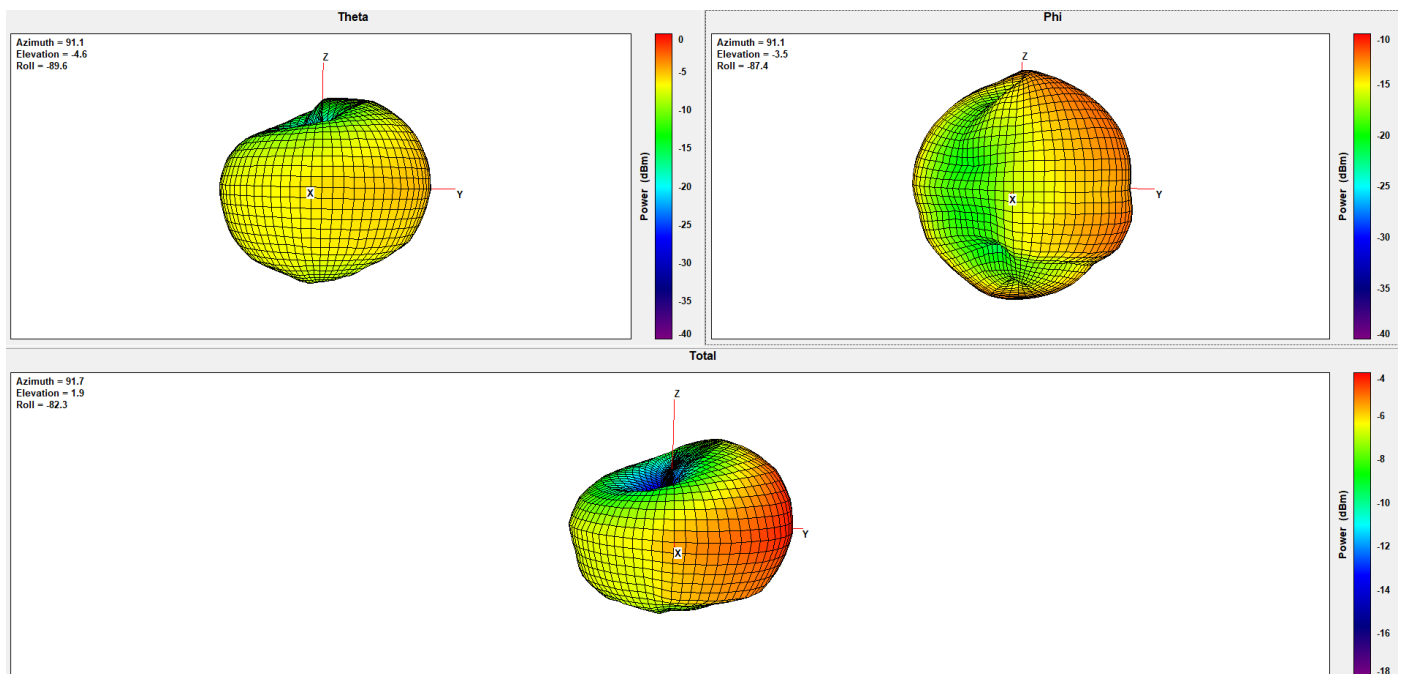 Theta
Azimuth = 91.1
Elevation = -4.6
Roll = -89.6
Z
X
Y
0
-5
-10
-15
-20
-25
-30
-35
-40
Power (dBm)
Phi
Azimuth = 91.1
Elevation = -3.5
Roll = -87.4
Z
X
Y
-10
-15
-20
-25
-30
-35
-40
Power (dBm)
Total
Azimuth = 91.7
Elevation = 1.9
Roll = -82.3
Z
X
Y
-4
-6
-8
-10
-12
-14
-16
-18
Power (dBm)